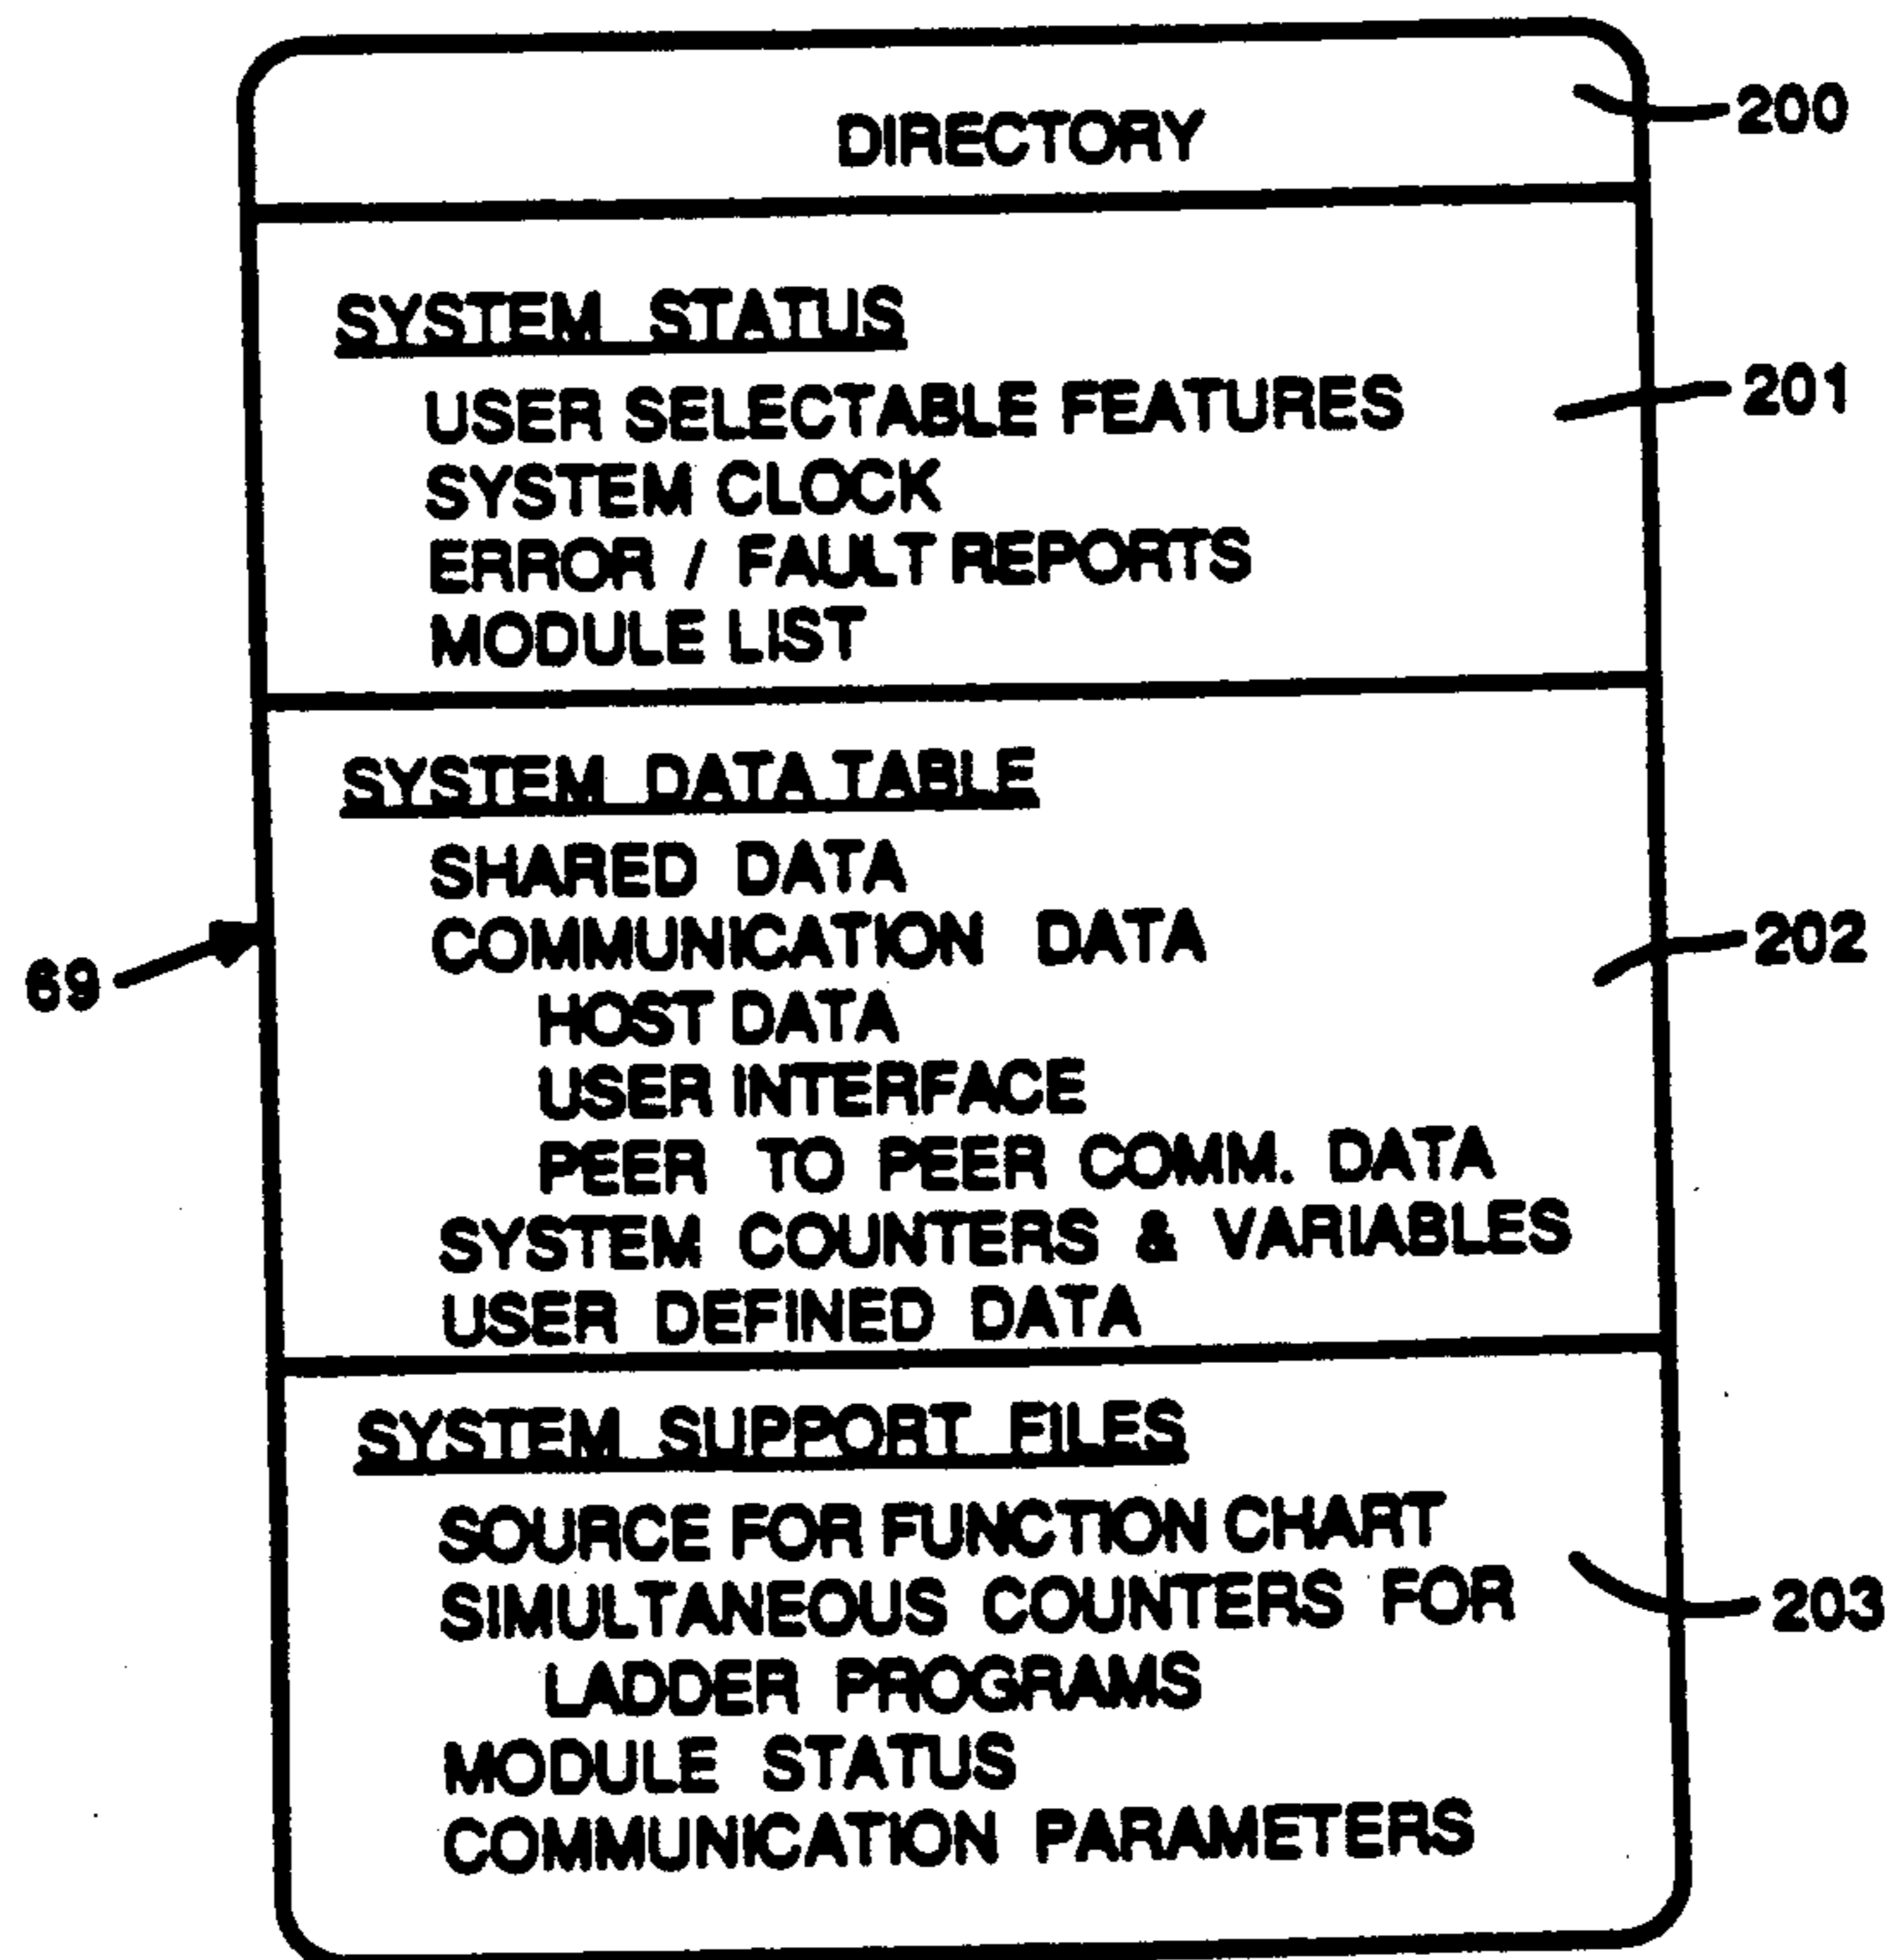 DIRECTORY
200
SYSTEM STATUS
USER SELECTABLE FEATURES
201
SYSTEM CLOCK
ERROR / FAULT REPORTS
MODULE LIST
SYSTEM DATA TABLE
SHARED DATA
COMMUNICATION DATA
202
69
HOST DATA
USER INTERFACE
PEER TO PEER COMM. DATA
SYSTEM COUNTERS & VARIABLES
USER DEFINED DATA
SYSTEM SUPPORT FILES
SOURCE FOR FUNCTION CHART
SIMULTANEOUS COUNTERS FOR
203
LADDER PROGRAMS
MODULE STATUS
COMMUNICATION PARAMETERS